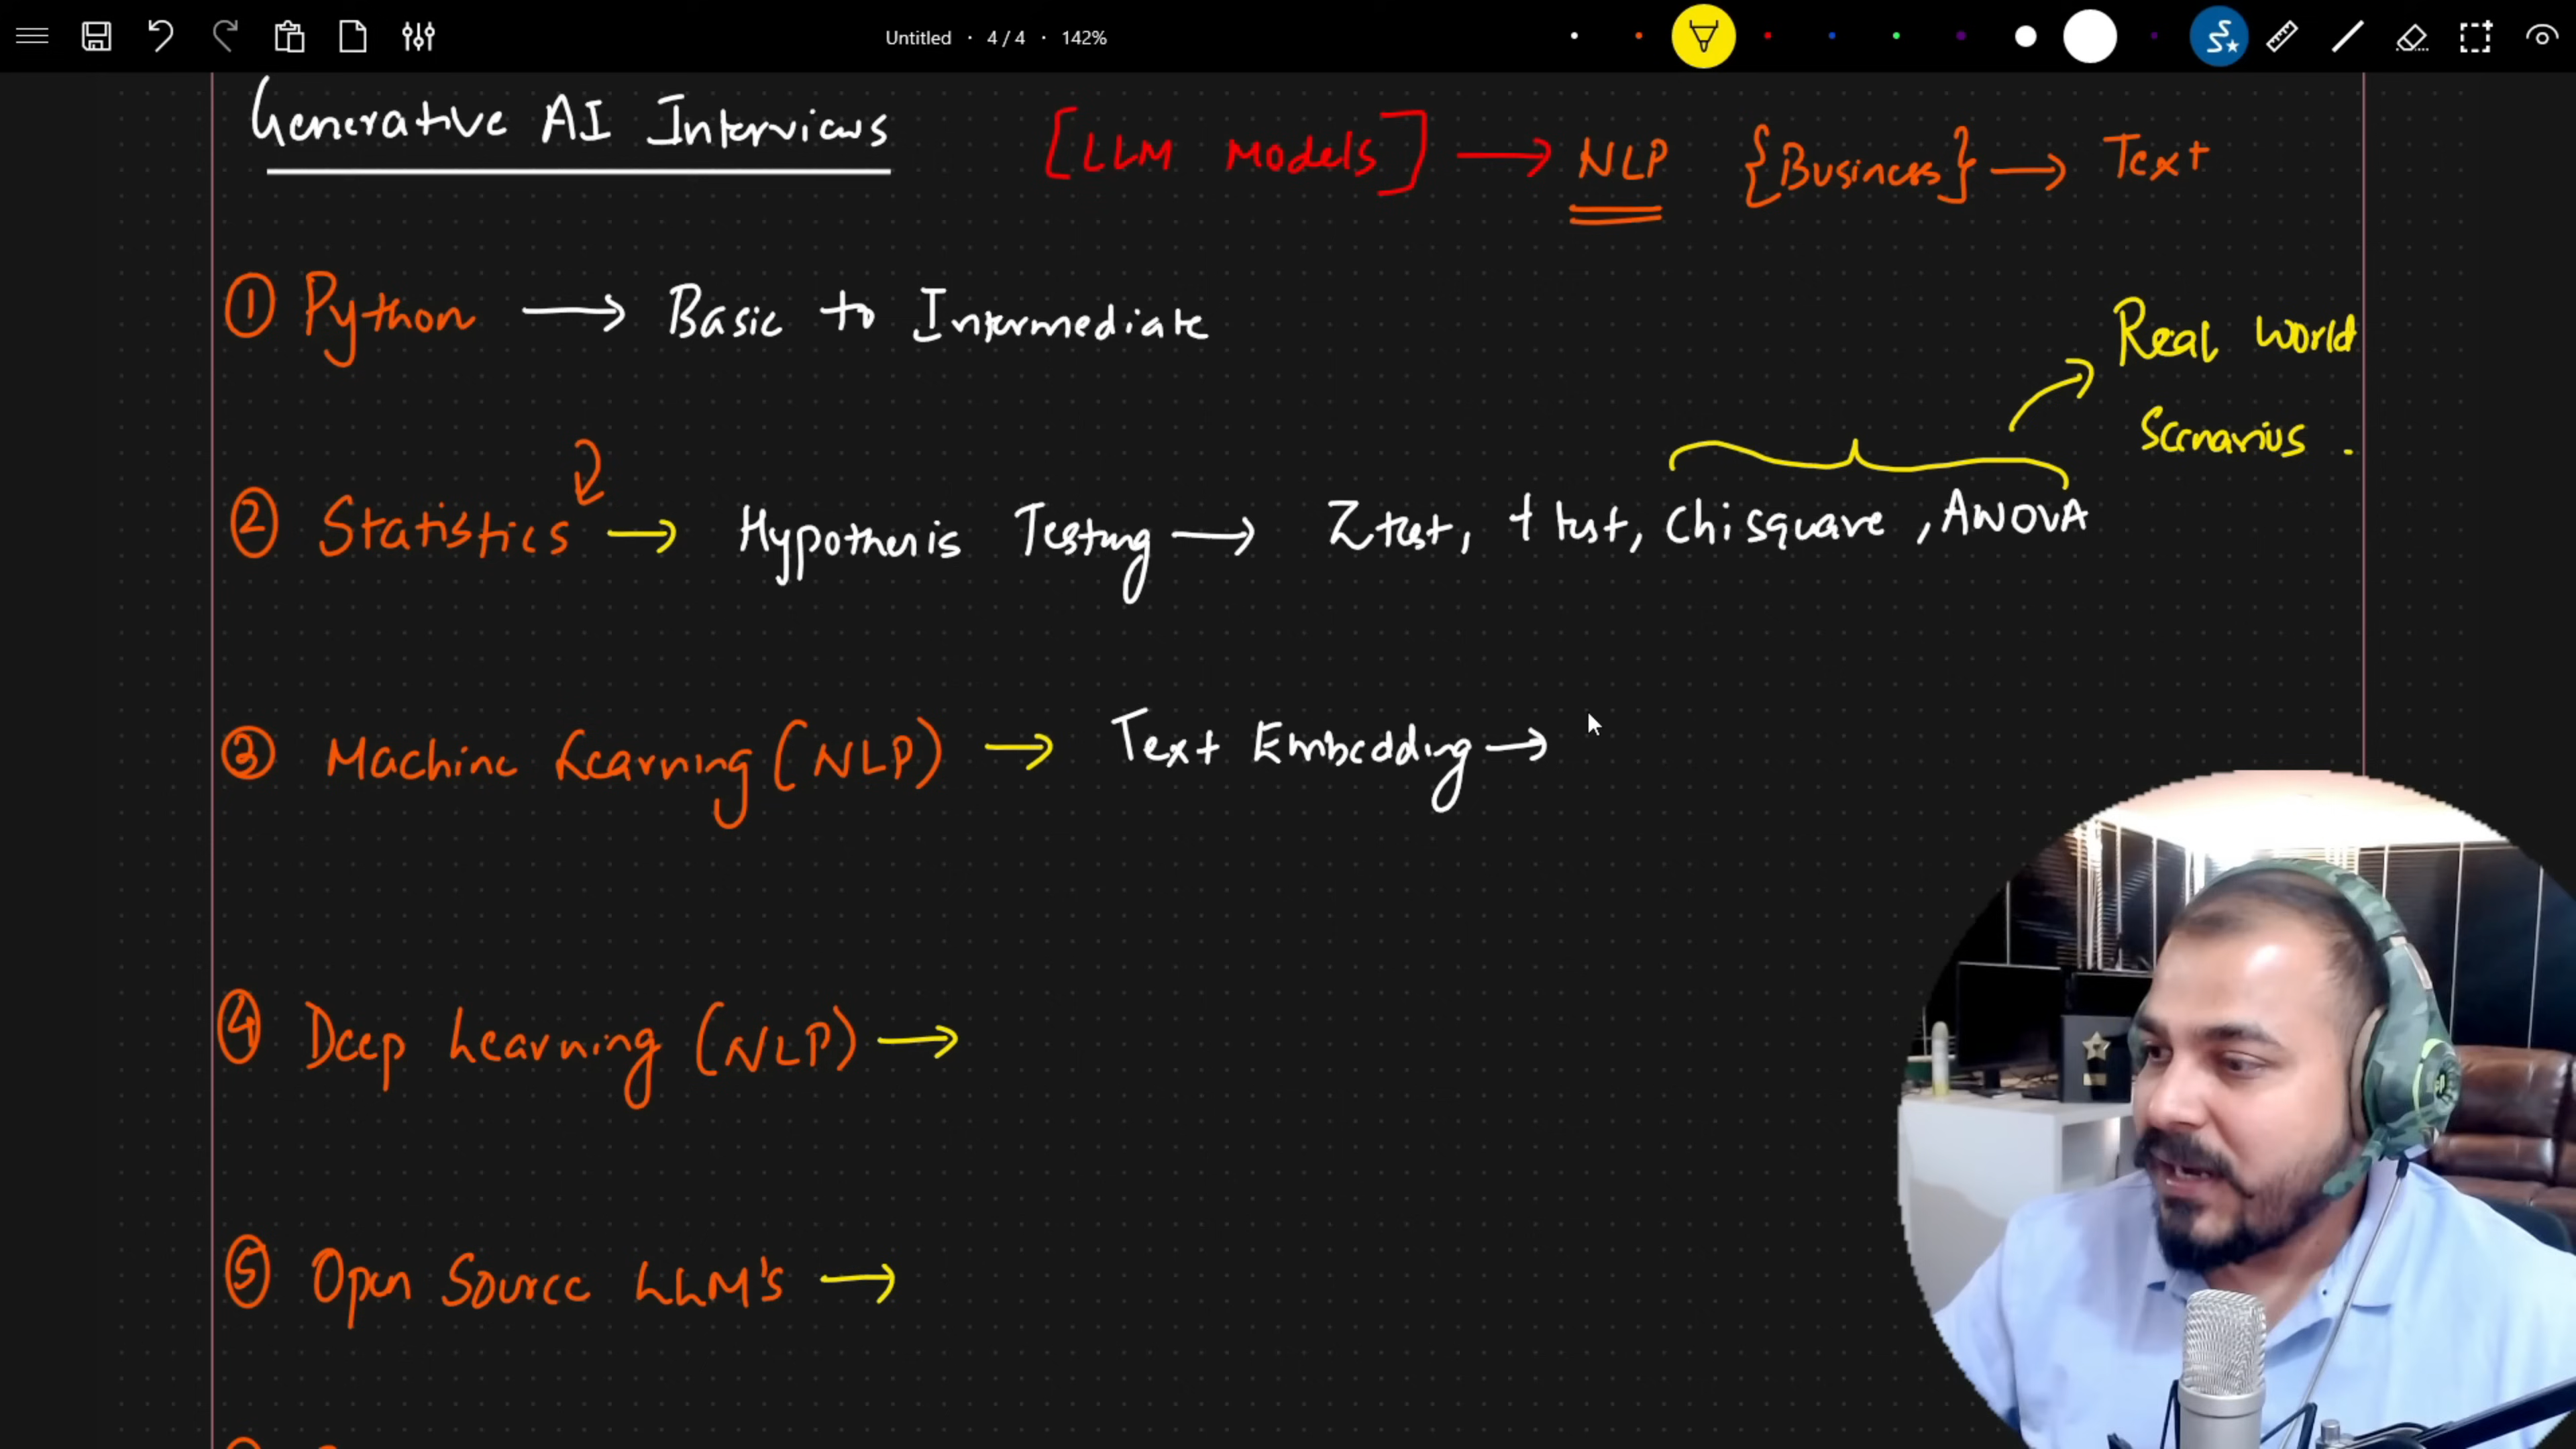 Untitled · 4 / 4 · 142%
Generative AI Interviews
[LLM Models] → NLP {Business} → Text
① Python → Basic to Intermediate
Real World
Scenarios .
② Statistics → Hypothesis Testing → Z test, t test, Chi square , ANOVA
③ Machine Learning (NLP) → Text Embedding →
④ Deep Learning (NLP) →
⑤ Open Source LLM's →